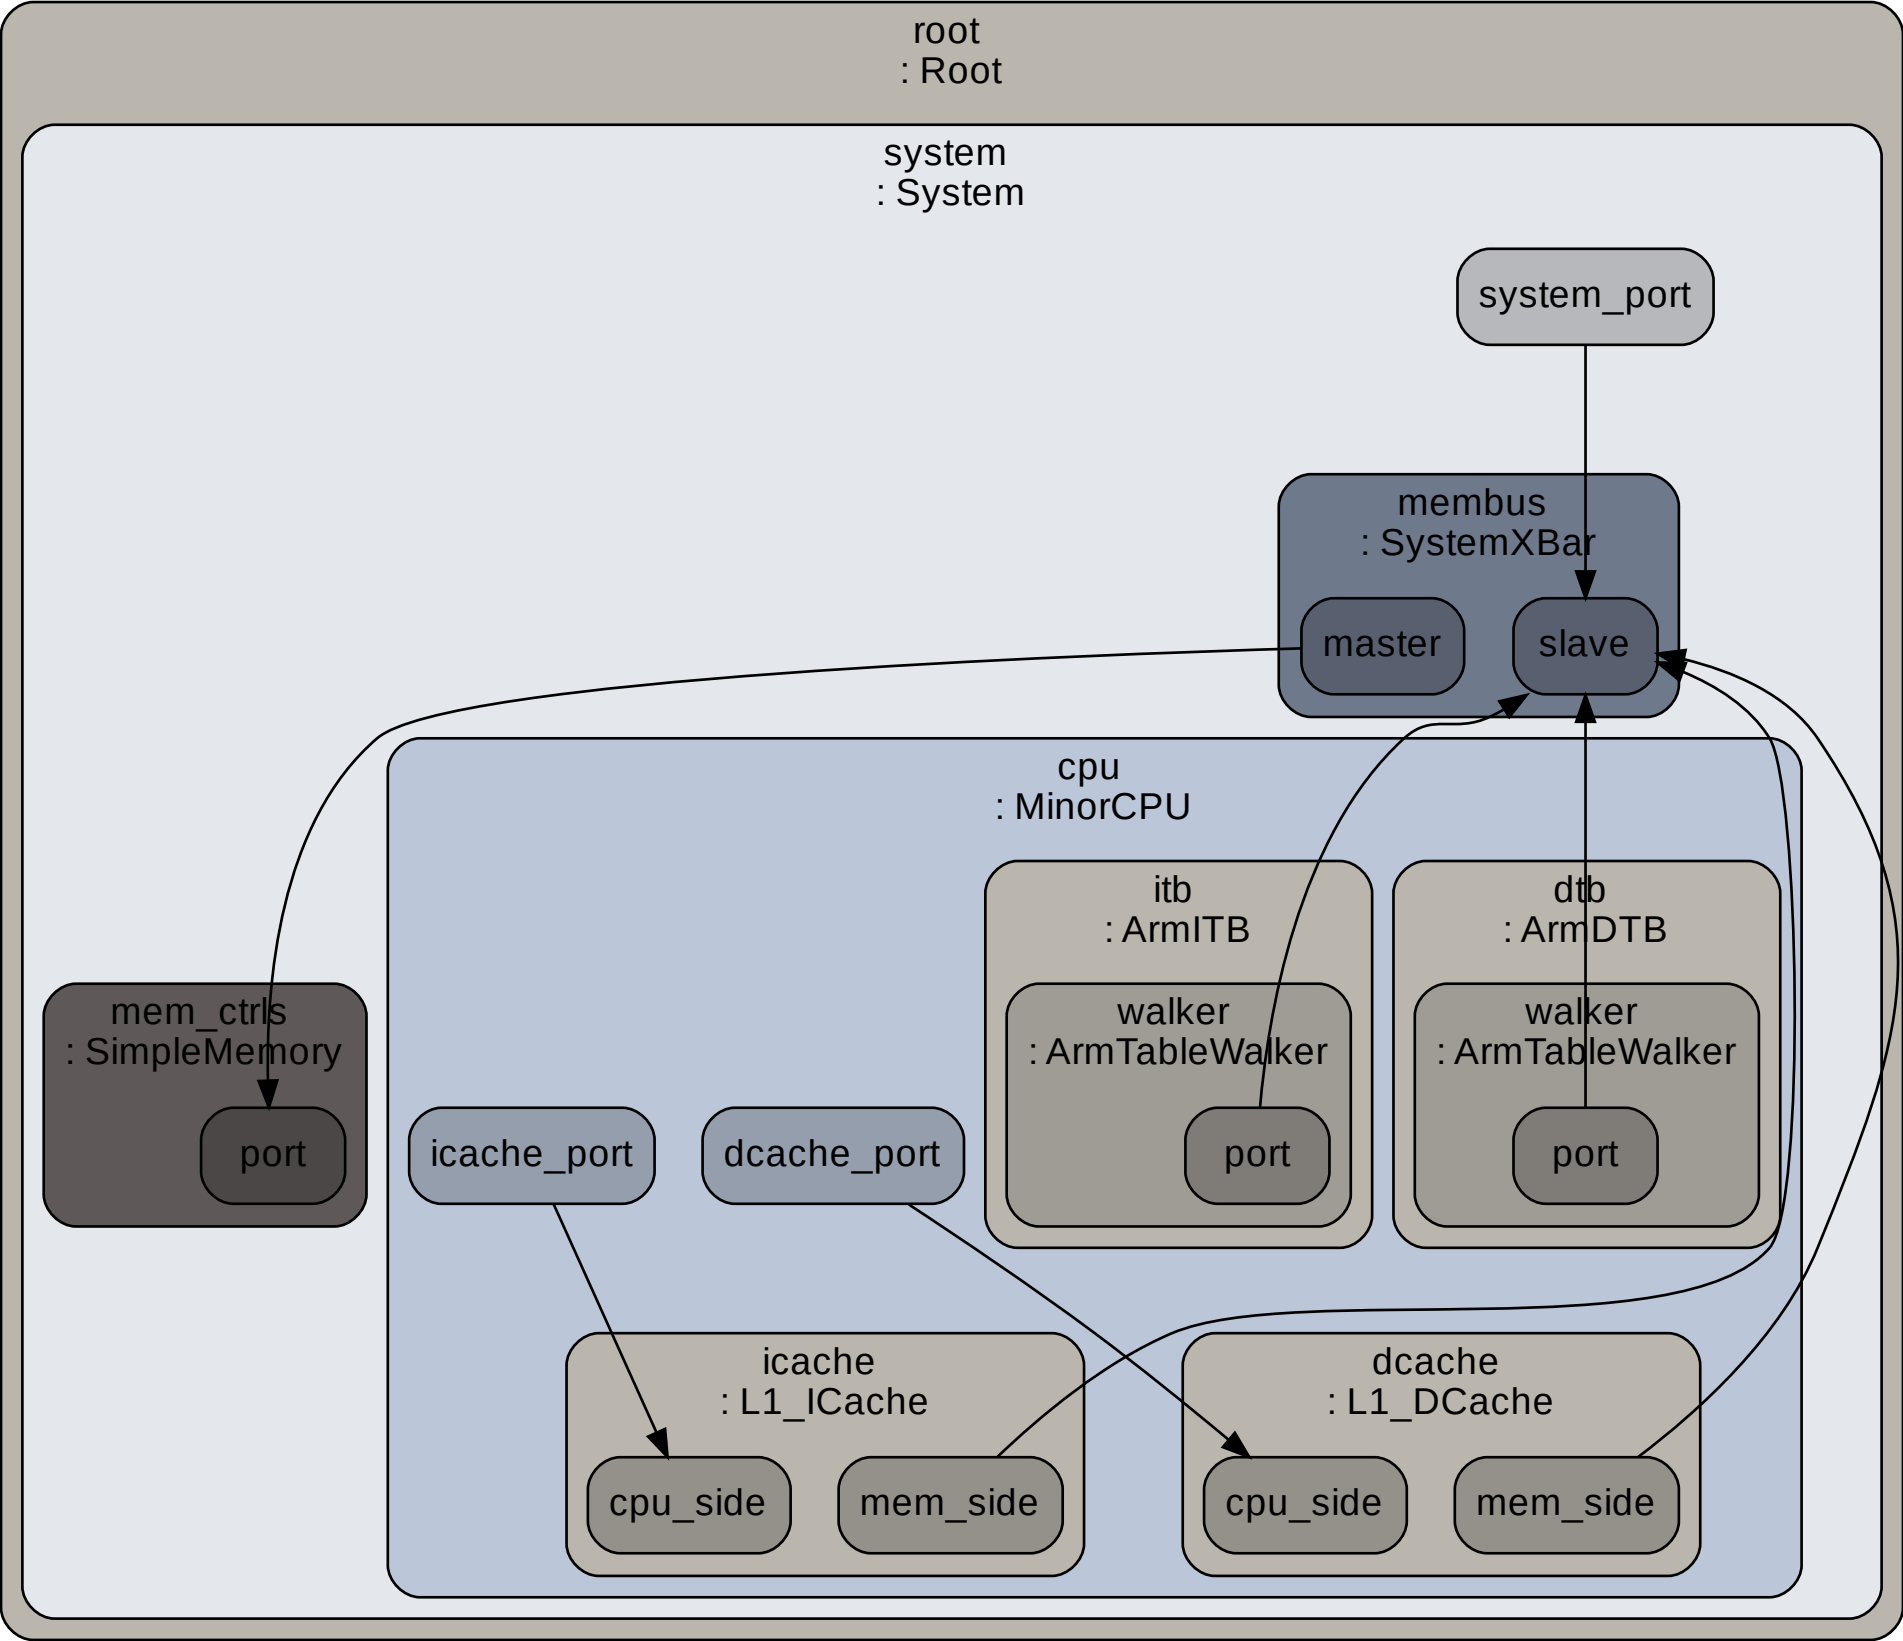 root
: Root
system
: System
system_port
membus
: SystemXBar
master
slave
cpu
: MinorCPU
itb
: ArmITB
dtb
: ArmDTB
mem_ctrls
: SimpleMemory
walker
: ArmTableWalker
walker
: ArmTableWalker
port
icache_port
dcache_port
port
port
icache
: L1_ICache
dcache
: L1_DCache
cpu_side
mem_side
cpu_side
mem_side